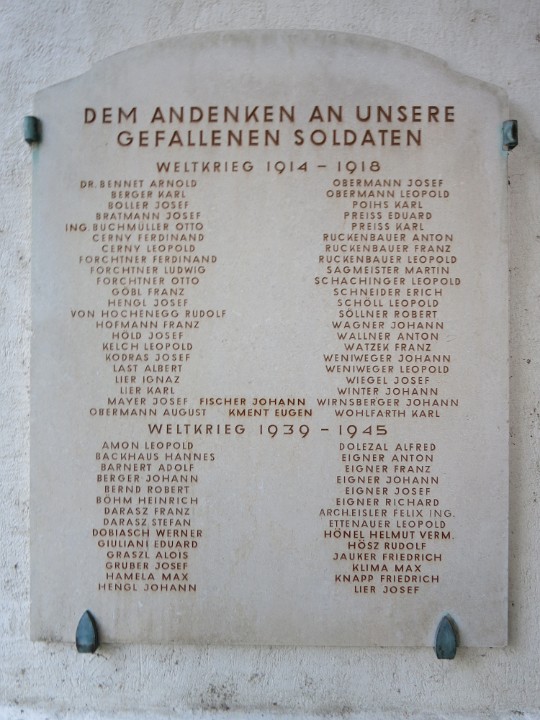 DEM ANDENKEN AN UNSERE
GEFALLENEN SOLDATEN
WELTKRIEG 1914 – 1918
DR. BENNET ARNOLD
BERGER KARL
BOLLER JOSEF
BRATMANN JOSEF
ING. BUCHMÜLLER OTTO
CERNY FERDINAND
CERNY LEOPOLD
FORCHTNER FERDINAND
FORCHTNER LUDWIG
FORCHTNER OTTO
GÖBL FRANZ
HENGL JOSEF
VON HOCHENEGG RUDOLF
HOFMANN FRANZ
HÖLD JOSEF
KELCH LEOPOLD
KODRAS JOSEF
LAST ALBERT
LIER IGNAZ
LIER KARL
MAYER JOSEF
OBERMANN AUGUST
FISCHER JOHANN
KMENT EUGEN
OBERMANN JOSEF
OBERMANN LEOPOLD
POIHS KARL
PREISS EDUARD
PREISS KARL
RUCKENBAUER ANTON
RUCKENBAUER FRANZ
RUCKENBAUER LEOPOLD
SAGMEISTER MARTIN
SCHACHINGER LEOPOLD
SCHNEIDER ERICH
SCHÖLL LEOPOLD
SÖLLNER ROBERT
WAGNER JOHANN
WALLNER ANTON
WATZEK FRANZ
WENIWEGER JOHANN
WENIWEGER LEOPOLD
WIEGEL JOSEF
WINTER JOHANN
WIRNSBERGER JOHANN
WOHLFARTH KARL
WELTKRIEG 1939 – 1945
AMON LEOPOLD
BACKHAUS HANNES
BARNERT ADOLF
BERGER JOHANN
BERND ROBERT
BÖHM HEINRICH
DARASZ FRANZ
DARASZ STEFAN
DOBIASCH WERNER
GIULIANI EDUARD
GRASZL ALOIS
GRUBER JOSEF
HAMELA MAX
HENGL JOHANN
DOLEZAL ALFRED
EIGNER ANTON
EIGNER FRANZ
EIGNER JOHANN
EIGNER JOSEF
EIGNER RICHARD
ARCH.EISLER FELIX ING.
ETTENAUER LEOPOLD
HÖNEL HELMUT VERM.
HÖSZ RUDOLF
JAUKER FRIEDRICH
KLIMA MAX
KNAPP FRIEDRICH
LIER JOSEF